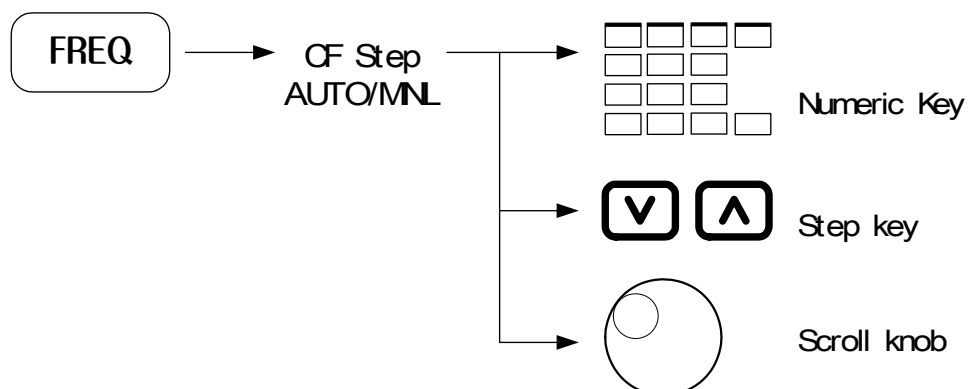 FREQ
CF Step
AUTO/MNL
Numeric Key
Step key
Scroll knob